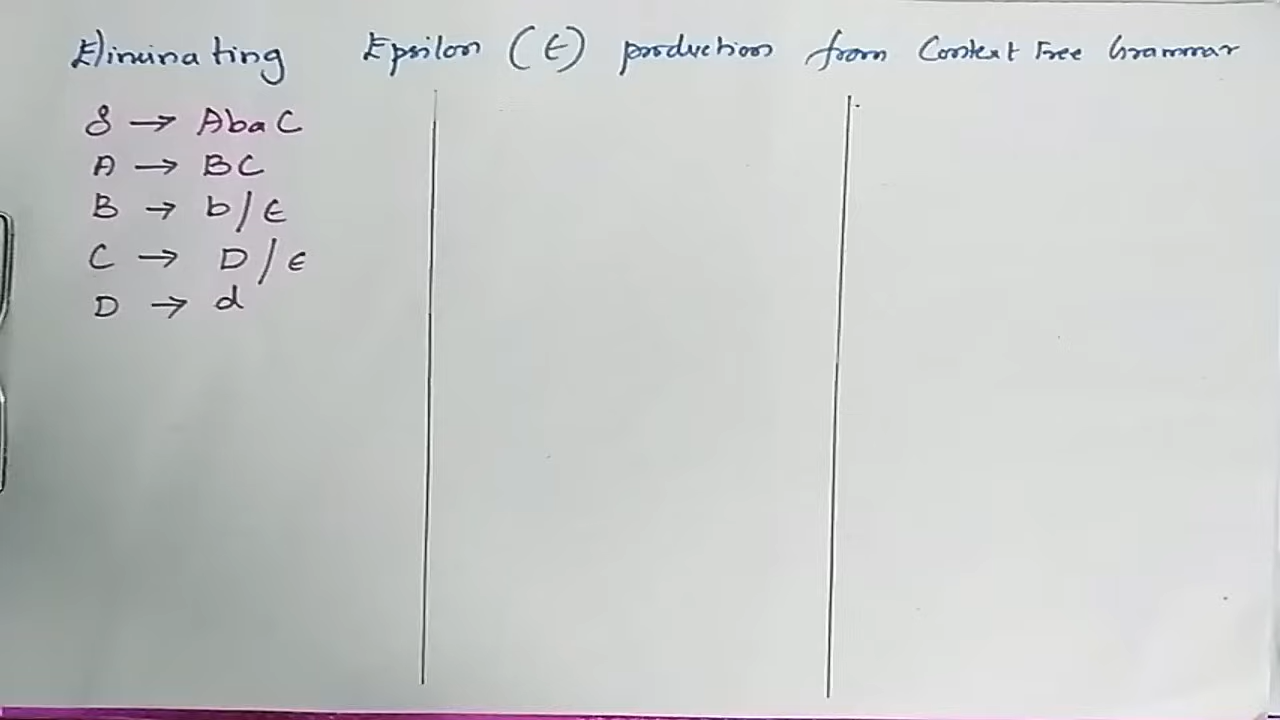 Eliminating Epsilon (ϵ) production from Context Free Grammar
S → AbaC
A → BC
B → b/ϵ
C → D/ϵ
D → d